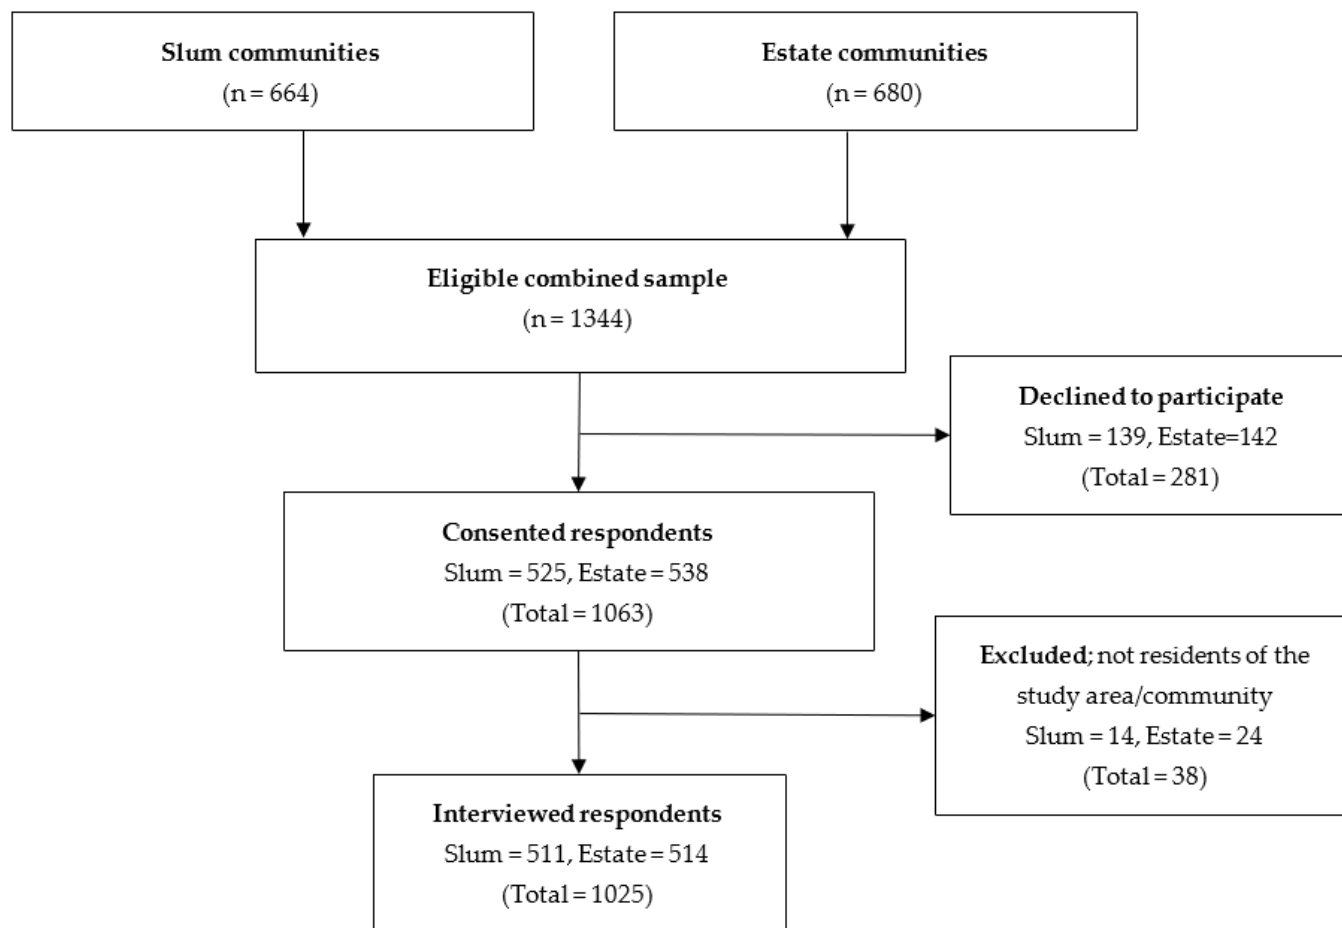 Slum communities
(n = 664)
Estate communities
(n = 680)
Eligible combined sample
(n = 1344)
Declined to participate
Slum = 139, Estate=142
(Total = 281)
Consented respondents
Slum = 525, Estate = 538
(Total = 1063)
Excluded; not residents of the
study area/community
Slum = 14, Estate = 24
(Total = 38)
Interviewed respondents
Slum = 511, Estate = 514
(Total = 1025)